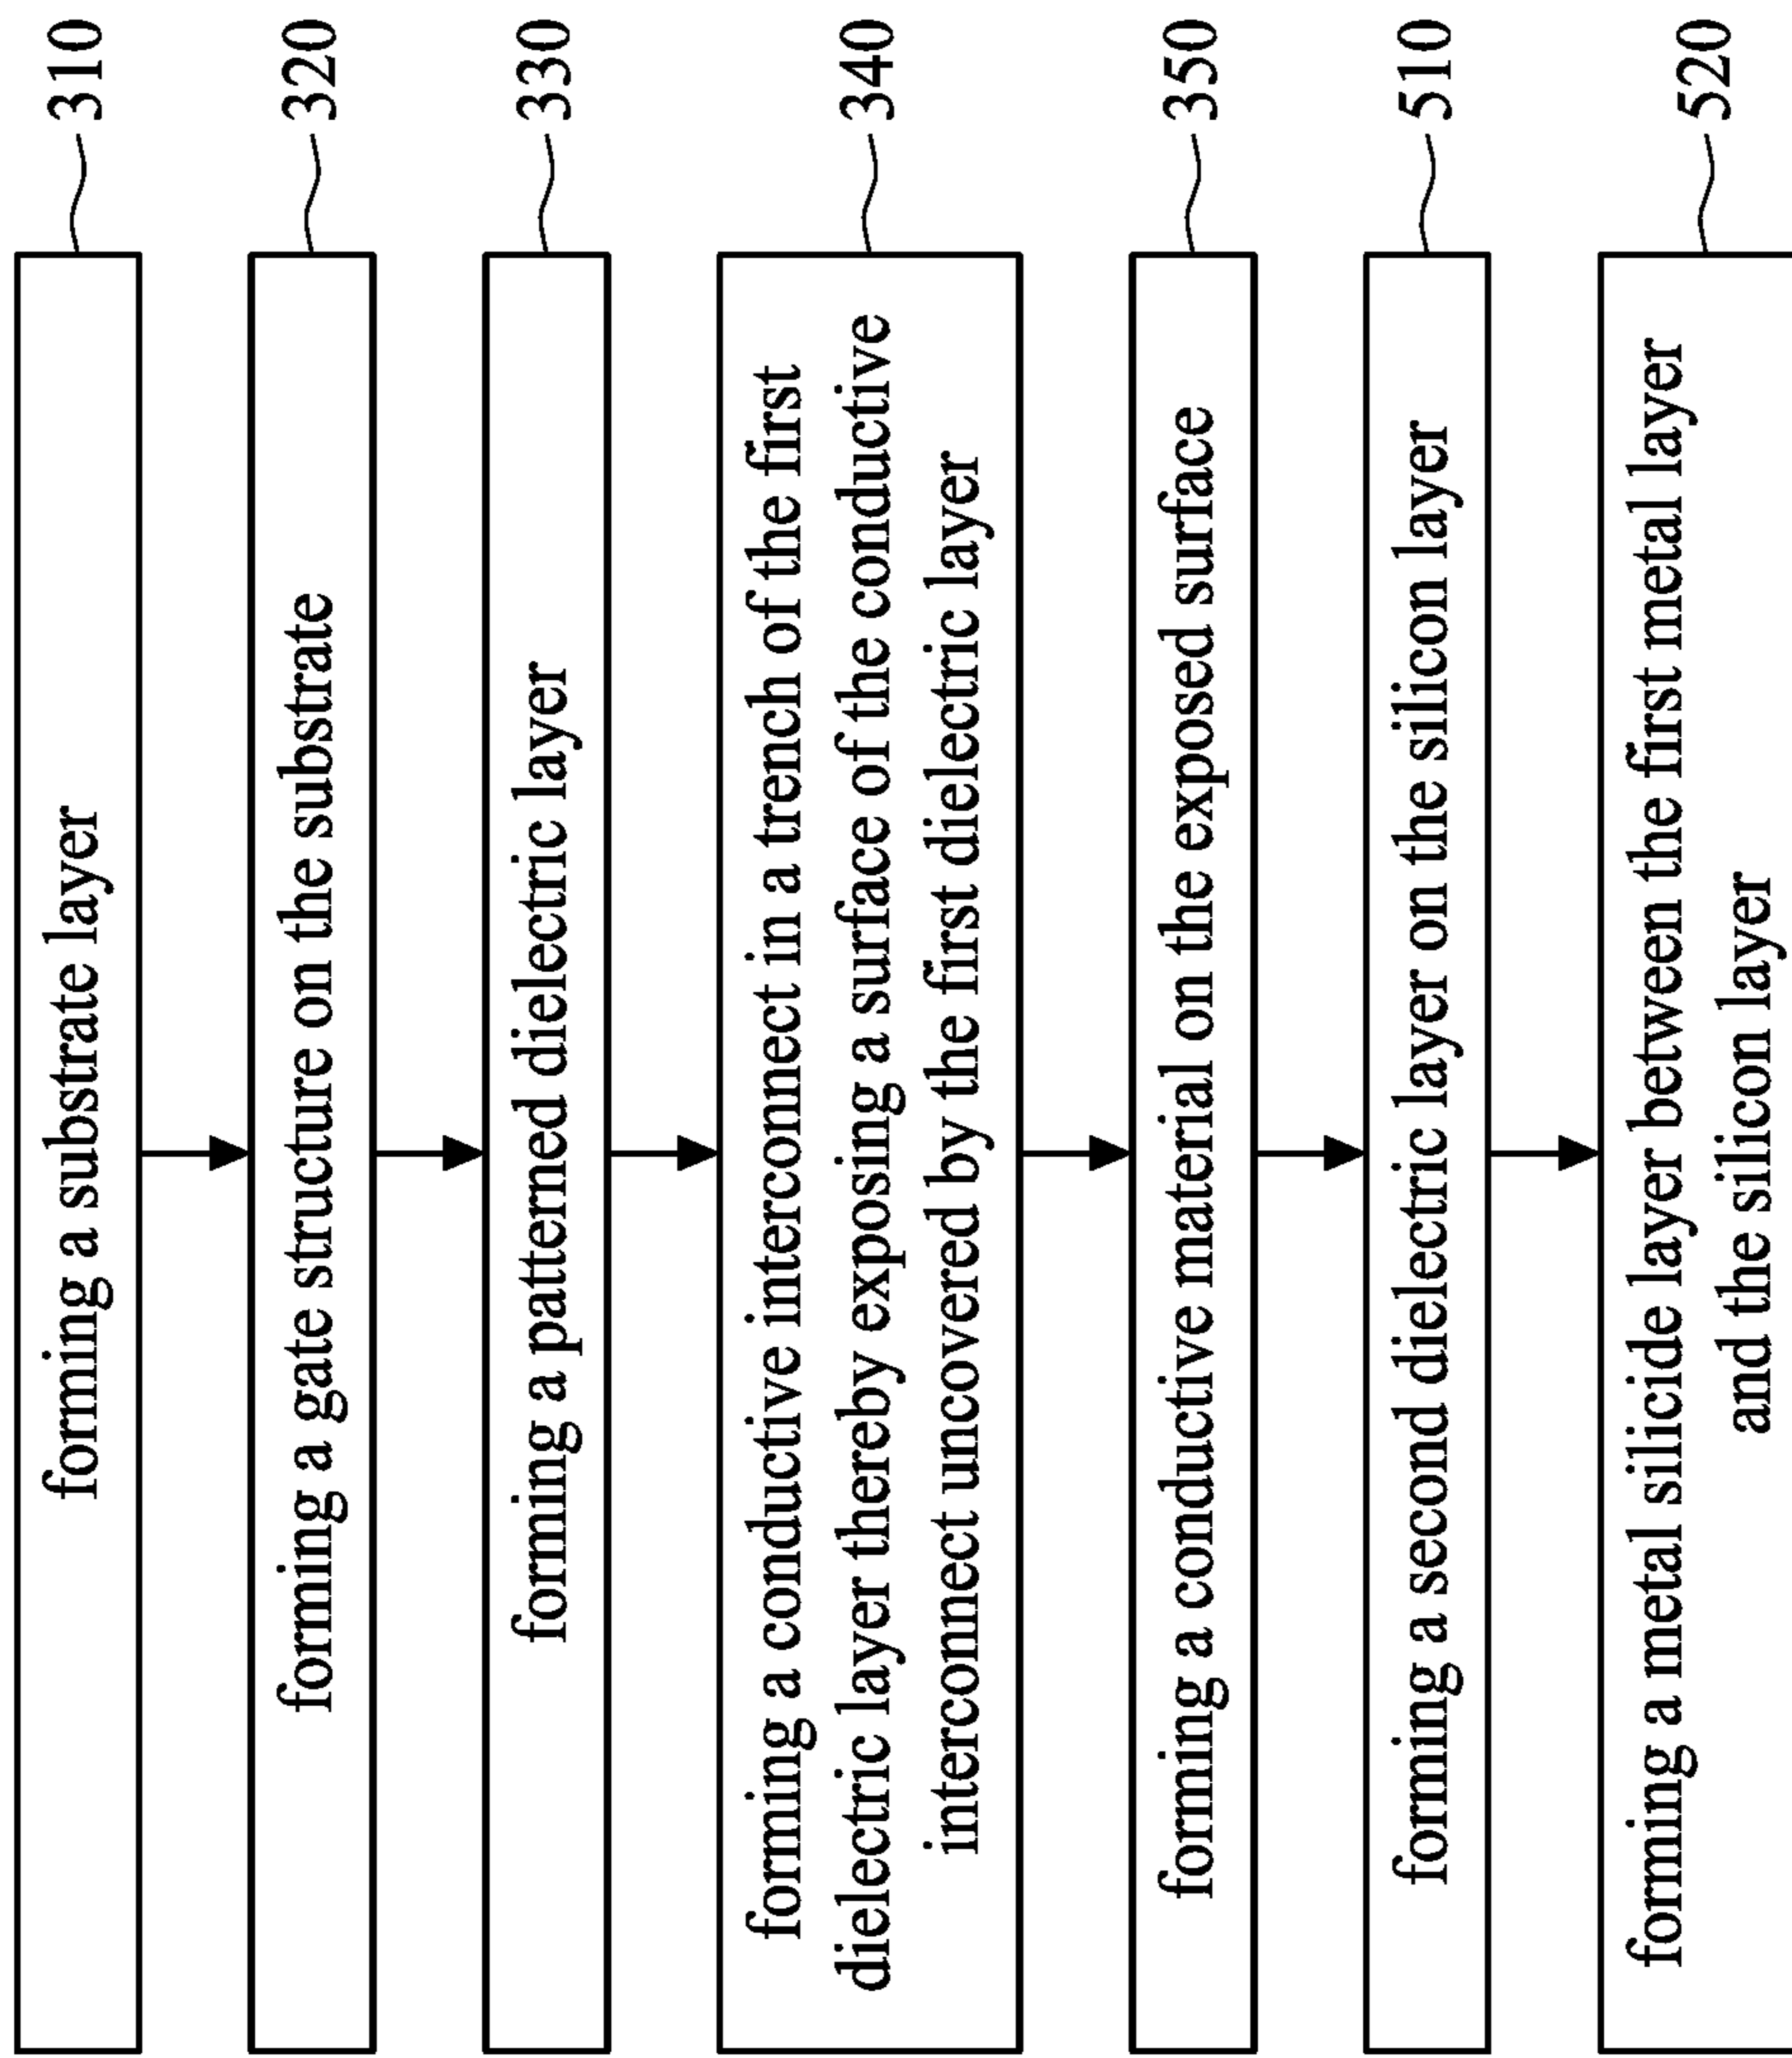 forming a substrate layer
310
forming a gate structure on the substrate
320
forming a patterned dielectric layer
330
forming a conductive interconnect in a trench of the first
dielectric layer thereby exposing a surface of the conductive
interconnect uncovered by the first dielectric layer
340
forming a conductive material on the exposed surface
350
forming a second dielectric layer on the silicon layer
510
forming a metal silicide layer between the first metal layer
and the silicon layer
520